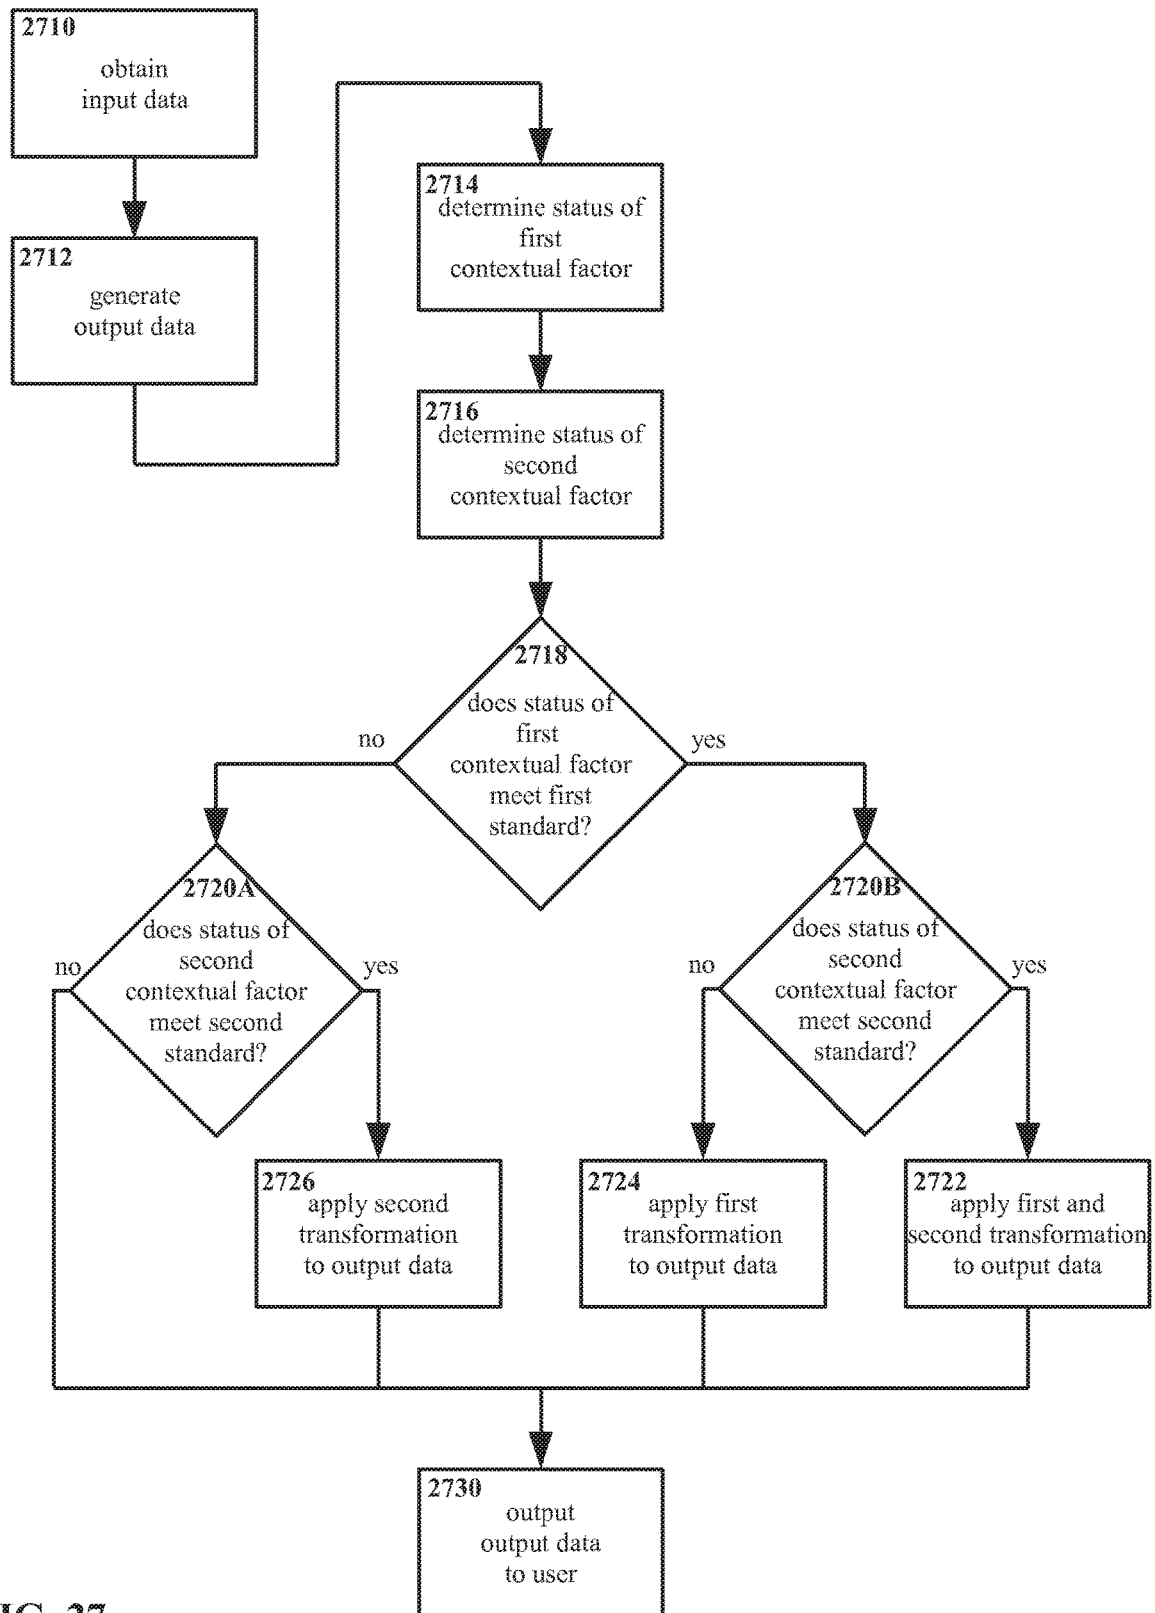 2710
obtain
input data
2712
generate
output data
2714
determine status of
first
contextual factor
2716
determine status of
second
contextual factor
2718
does status of
first
contextual factor
meet first
standard?
no
yes
2720A
does status of
second
contextual factor
meet second
standard?
no
yes
2720B
does status of
second
contextual factor
meet second
standard?
no
yes
2726
apply second
transformation
to output data
2724
apply first
transformation
to output data
2722
apply first and
second transformation
to output data
2730
output
output data
to user